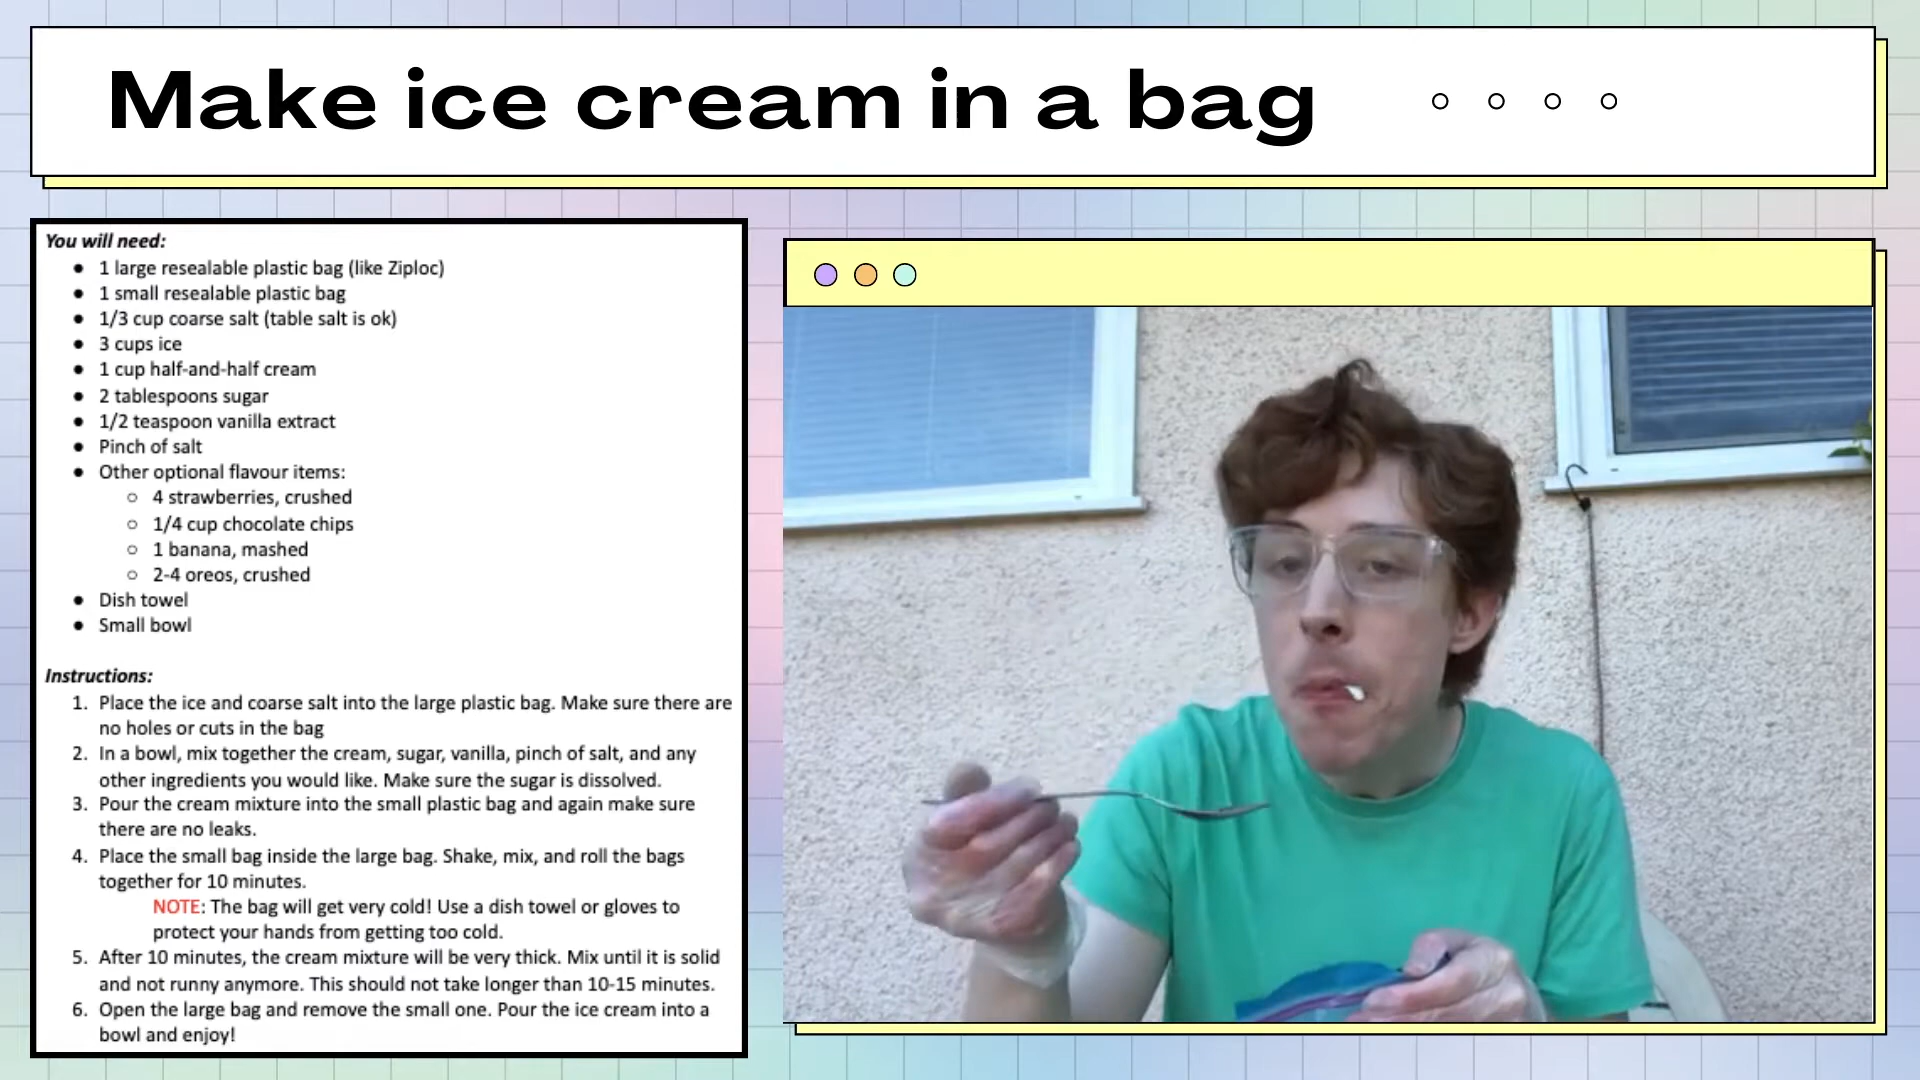 Make ice cream in a bag
You will need:
● 1 large resealable plastic bag (like Ziploc)
● 1 small resealable plastic bag
● 1/3 cup coarse salt (table salt is ok)
● 3 cups ice
● 1 cup half-and-half cream
● 2 tablespoons sugar
● 1/2 teaspoon vanilla extract
● Pinch of salt
● Other optional flavour items:
○ 4 strawberries, crushed
○ 1/4 cup chocolate chips
○ 1 banana, mashed
○ 2-4 oreos, crushed
● Dish towel
● Small bowl
Instructions:
1. Place the ice and coarse salt into the large plastic bag. Make sure there are
no holes or cuts in the bag
2. In a bowl, mix together the cream, sugar, vanilla, pinch of salt, and any
other ingredients you would like. Make sure the sugar is dissolved.
3. Pour the cream mixture into the small plastic bag and again make sure
there are no leaks.
4. Place the small bag inside the large bag. Shake, mix, and roll the bags
together for 10 minutes.
NOTE: The bag will get very cold! Use a dish towel or gloves to
protect your hands from getting too cold.
5. After 10 minutes, the cream mixture will be very thick. Mix until it is solid
and not runny anymore. This should not take longer than 10-15 minutes.
6. Open the large bag and remove the small one. Pour the ice cream into a
bowl and enjoy!